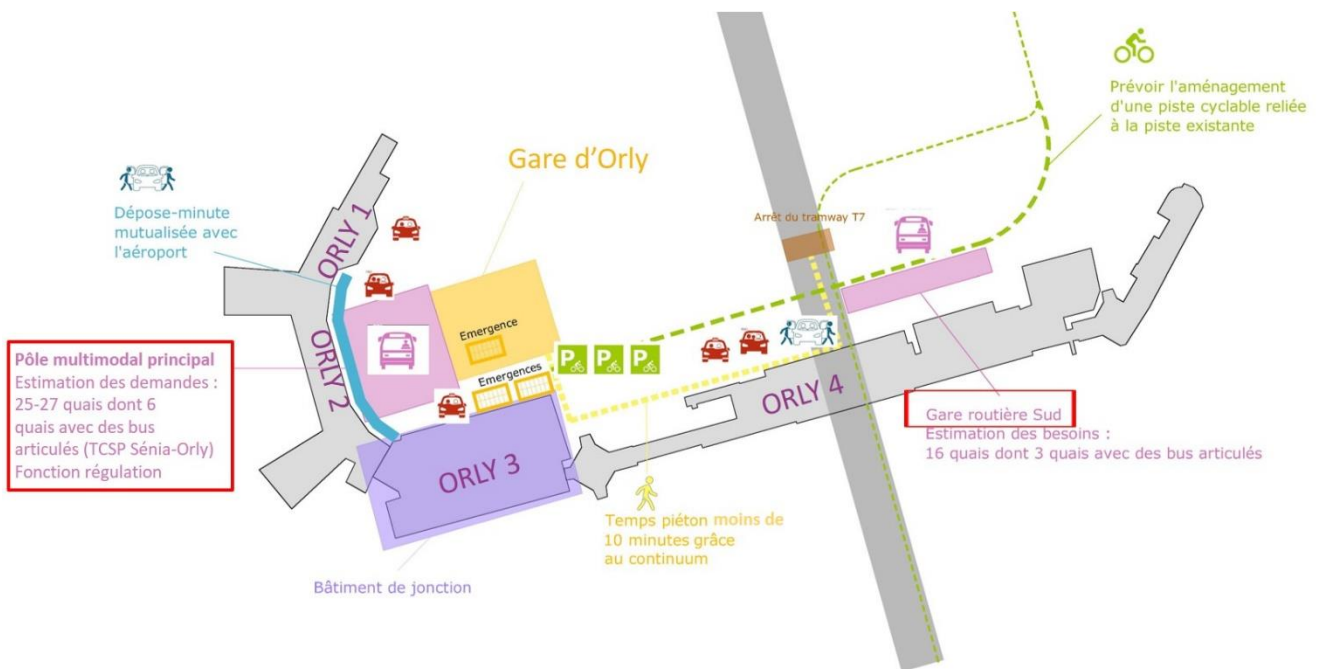 Gare d'Orly
Prévoir l'aménagement
d'une piste cyclable reliée
à la piste existante
Dépose-minute
mutualisée avec
l'aéroport
ORLY 1
Arrêt du tramway T7
Emergence
Emergences
P
P
P
ORLY 2
Pôle multimodal principal
Estimation des demandes :
25-27 quais dont 6
quais avec des bus
articulés (TCSP Sénia-Orly)
Fonction régulation
ORLY 3
ORLY 4
Gare routière Sud
Estimation des besoins :
16 quais dont 3 quais avec des bus articulés
Temps piéton moins de
10 minutes grâce
au continuum
Bâtiment de jonction